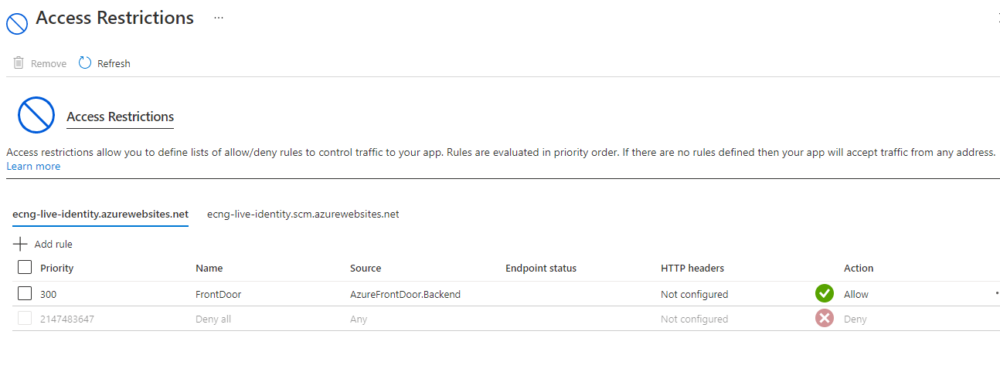 Access Restrictions ...
Remove Refresh
Access Restrictions
Access restrictions allow you to define lists of allow/deny rules to control traffic to your app. Rules are evaluated in priority order. If there are no rules defined then your app will accept traffic from any address.
Learn more
ecng-live-identity.azurewebsites.net ecng-live-identity.scm.azurewebsites.net
Add rule
Priority Name Source Endpoint status HTTP headers Action
300 FrontDoor AzureFrontDoor.Backend Not configured Allow
2147483647 Deny all Any Not configured Deny